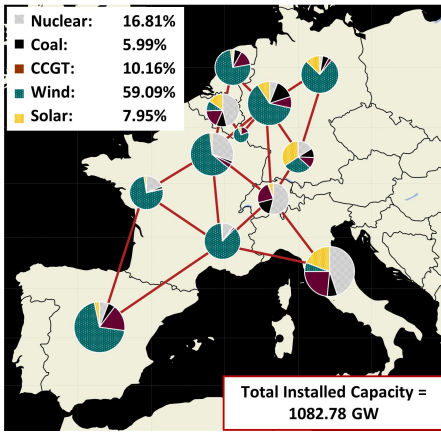 Nuclear: 16.81%
Coal: 5.99%
CCGT: 10.16%
Wind: 59.09%
Solar: 7.95%
Total Installed Capacity =
1082.78 GW